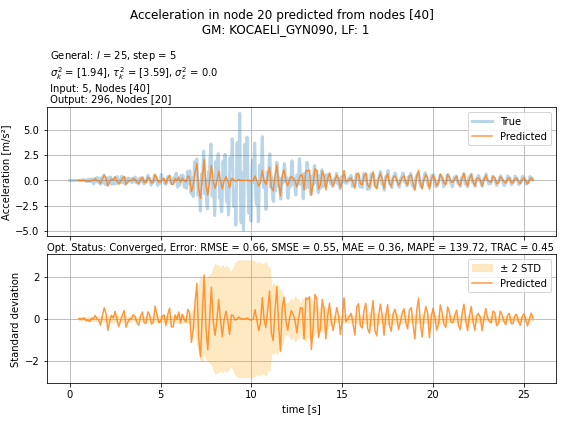 Acceleration in node 20 predicted from nodes [40]
GM: KOCAELI_GYN090, LF: 1
General: l = 25, step = 5
σ²ₖ = [1.94], τ²ₖ = [3.59], σ²ε = 0.0
Input: 5, Nodes [40]
Output: 296, Nodes [20]
Acceleration [m/s²]
5.0
2.5
0.0
−2.5
−5.0
True
Predicted
Opt. Status: Converged, Error: RMSE = 0.66, SMSE = 0.55, MAE = 0.36, MAPE = 139.72, TRAC = 0.45
Standard deviation
2
0
−2
± 2 STD
Predicted
0 5 10 15 20 25
time [s]